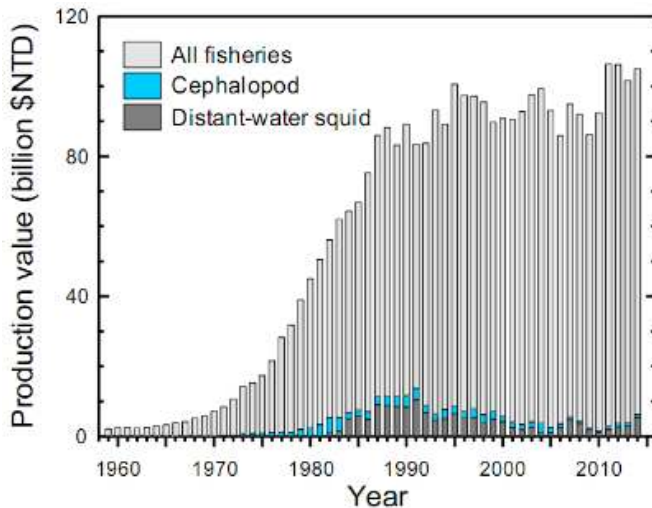 120
80
40
0
Production value (billion $NTD)
All fisheries
Cephalopod
Distant-water squid
1960 1970 1980 1990 2000 2010
Year